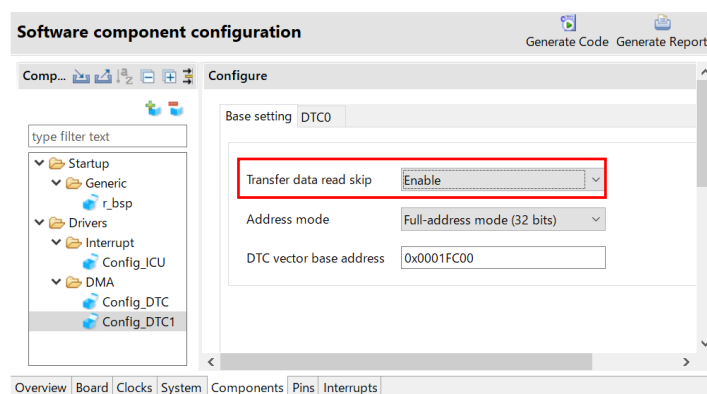 Software component configuration
Generate Code Generate Report
Comp...
Configure
type filter text
Startup
Generic
r_bsp
Drivers
Interrupt
Config_ICU
DMA
Config_DTC
Config_DTC1
Base setting DTC0
Transfer data read skip Enable
Address mode Full-address mode (32 bits)
DTC vector base address 0x0001FC00
Overview Board Clocks System Components Pins Interrupts